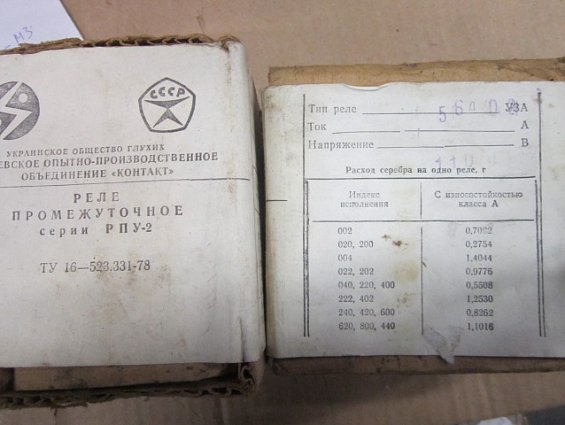 СССР
УКРАИНСКОЕ ОБЩЕСТВО ГЛУХИХ
ЕВСКОЕ ОПЫТНО-ПРОИЗВОДСТВЕННОЕ
ОБЪЕДИНЕНИЕ «КОНТАКТ»
РЕЛЕ
ПРОМЕЖУТОЧНОЕ
серии РПУ-2
ТУ 16—523.331-78
Тип реле УЗА
Ток А
Напряжение В
110
Расход серебра на одно реле, г
Индекс исполнения С износостойкостью класса А
002 0,7092
020, 200 0,2754
004 1,4044
022, 202 0,9776
040, 220, 400 0,5508
222, 402 1,2530
240, 420, 600 0,8262
620, 800, 440 1,1016